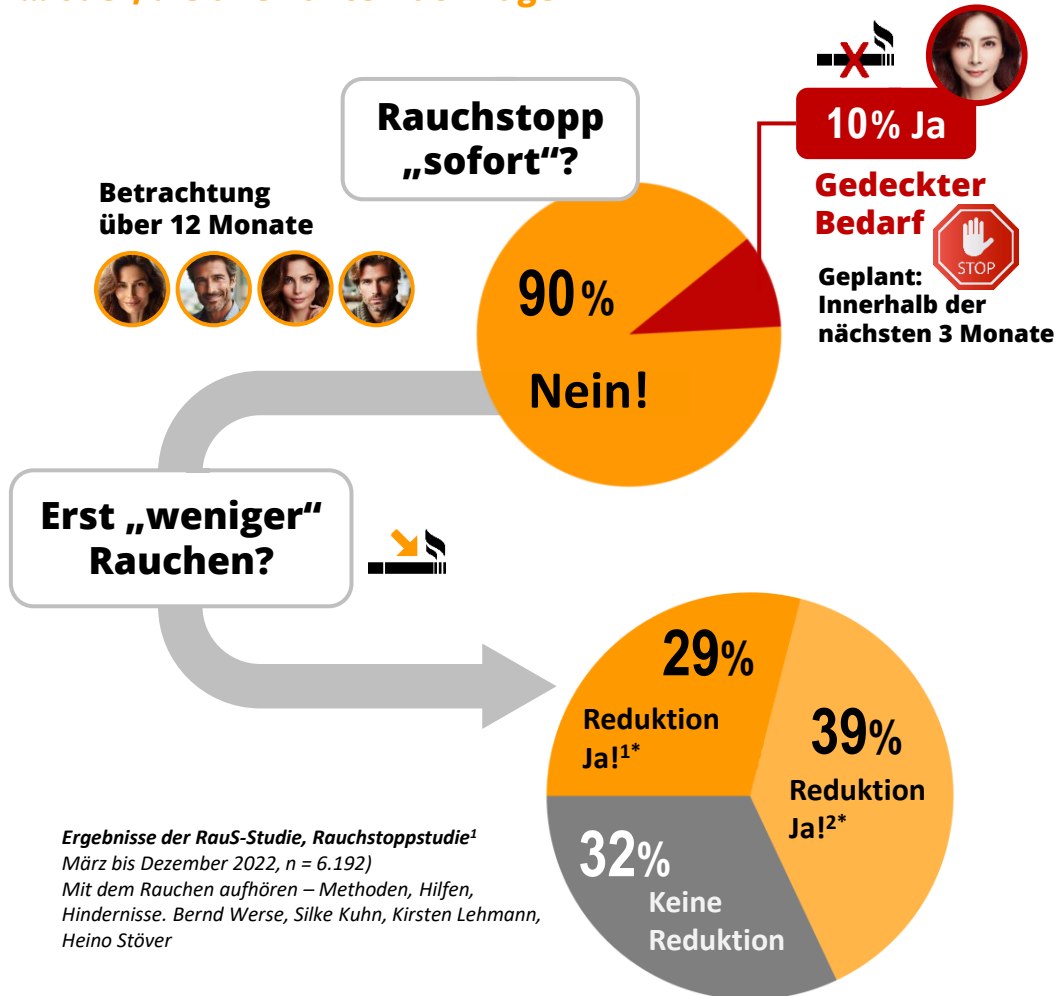 Rauchstopp
„sofort“?
10% Ja
Gedeckter
Bedarf
STOP
Geplant:
Innerhalb der
nächsten 3 Monate
Betrachtung
über 12 Monate
90%
Nein!
Erst „weniger“
Rauchen?
29%
Reduktion
Ja!¹*
39%
Reduktion
Ja!²*
32%
Keine
Reduktion
Ergebnisse der RauS-Studie, Rauchstoppstudie¹
März bis Dezember 2022, n = 6.192)
Mit dem Rauchen aufhören – Methoden, Hilfen,
Hindernisse. Bernd Werse, Silke Kuhn, Kirsten Lehmann,
Heino Stöver